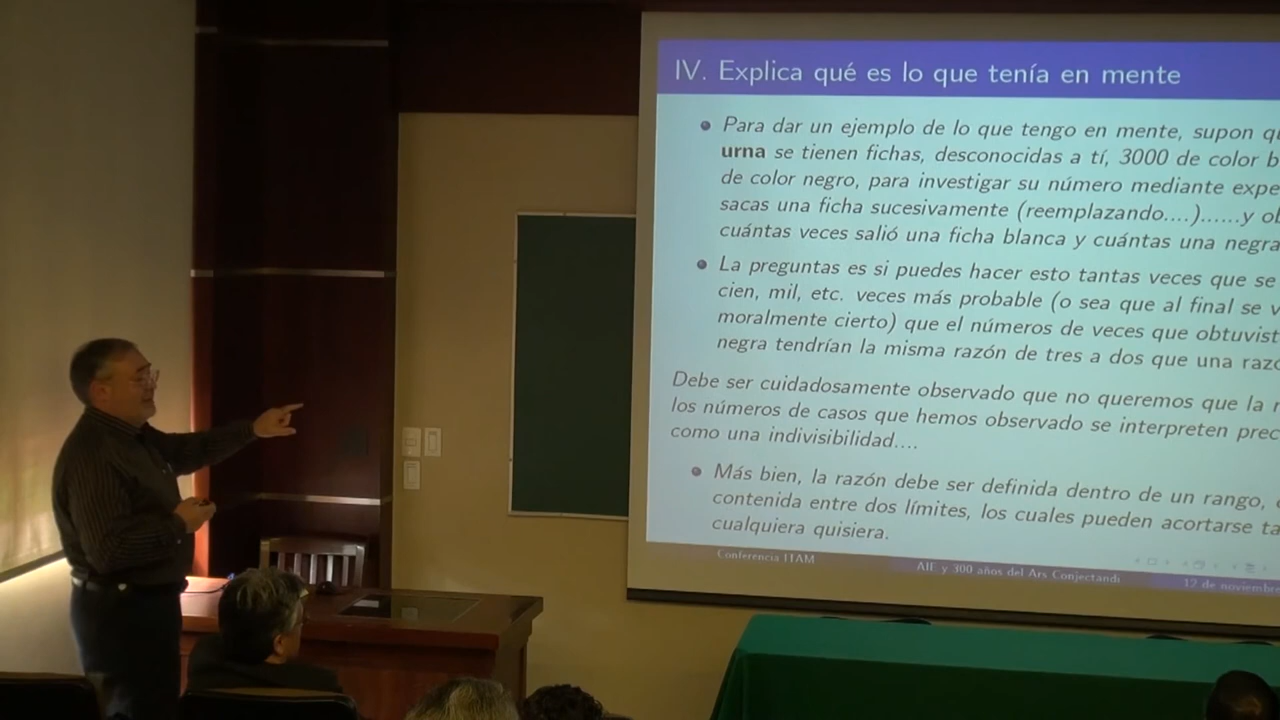 IV. Explica qué es lo que tenía en mente
Para dar un ejemplo de lo que tengo en mente, supon
urna se tienen fichas, desconocidas a tí, 3000 de color
de color negro, para investigar su número mediante
sacas una ficha sucesivamente (reemplazando....)......y
cuántas veces salió una ficha blanca y cuántas una negra
La preguntas es si puedes hacer esto tantas veces que se
cien, mil, etc. veces más probable (o sea que al final se
moralmente cierto) que el números de veces que
negra tendrían la misma razón de tres a dos que una
Debe ser cuidadosamente observado que no queremos que la
los números de casos que hemos observado se interpreten
como una indivisibilidad....
Más bien, la razón debe ser definida dentro de un rango,
contenida entre dos límites, los cuales pueden acortarse
cualquiera quisiera.
Conferencia ITAM
AIE y 300 años del Ars Conjectandi
12 de noviembre